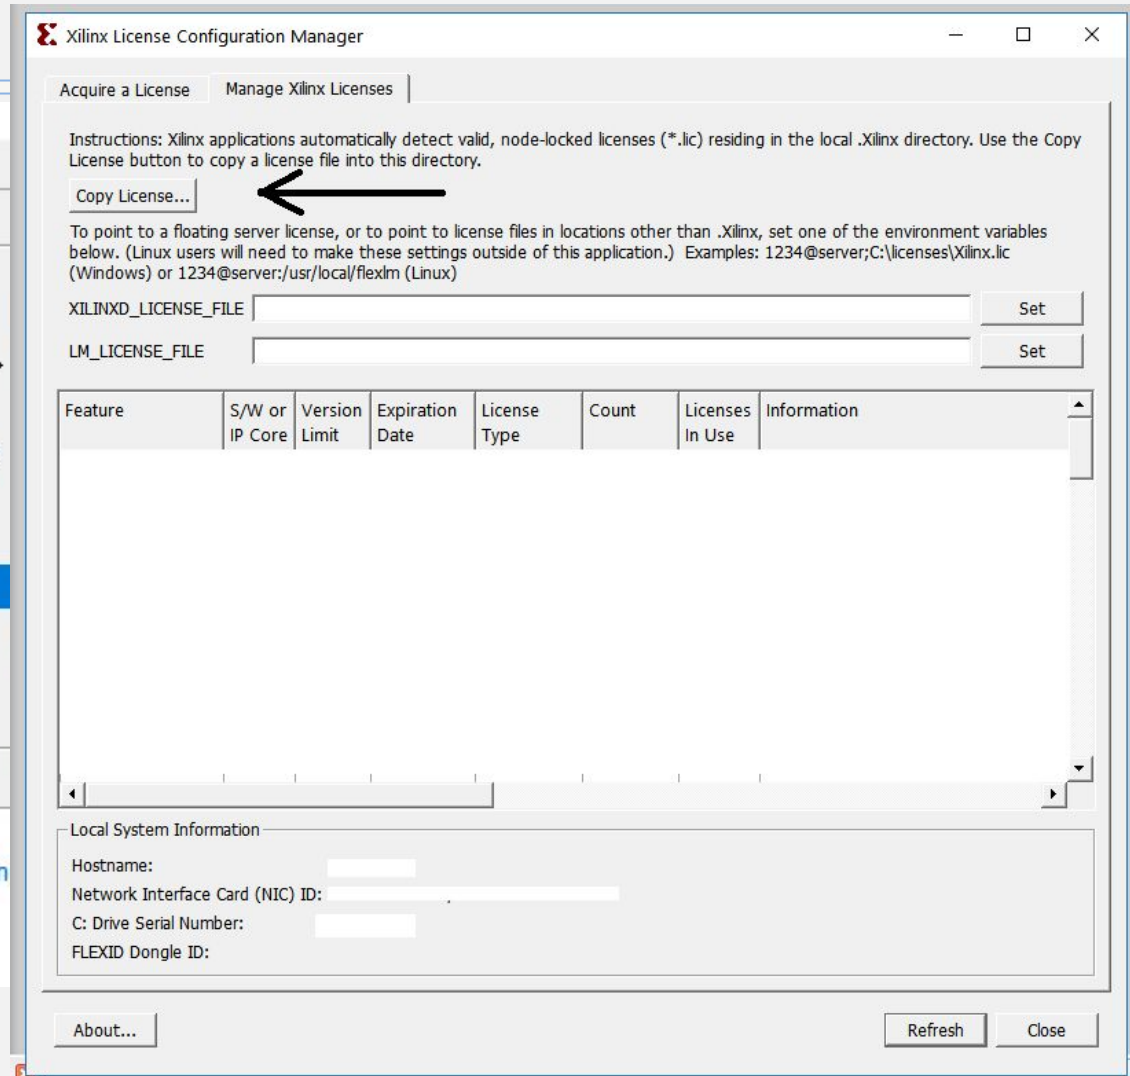 Xilinx License Configuration Manager
Acquire a License
Manage Xilinx Licenses
Instructions: Xilinx applications automatically detect valid, node-locked licenses (*.lic) residing in the local .Xilinx directory. Use the Copy
License button to copy a license file into this directory.
Copy License...
To point to a floating server license, or to point to license files in locations other than .Xilinx, set one of the environment variables
below. (Linux users will need to make these settings outside of this application.) Examples: 1234@server;C:\licenses\Xilinx.lic
(Windows) or 1234@server:/usr/local/flexlm (Linux)
XILINXD_LICENSE_FILE
Set
LM_LICENSE_FILE
Set
Feature
S/W or
IP Core
Version
Limit
Expiration
Date
License
Type
Count
Licenses
In Use
Information
Local System Information
Hostname:
Network Interface Card (NIC) ID:
C: Drive Serial Number:
FLEXID Dongle ID:
About...
Refresh
Close